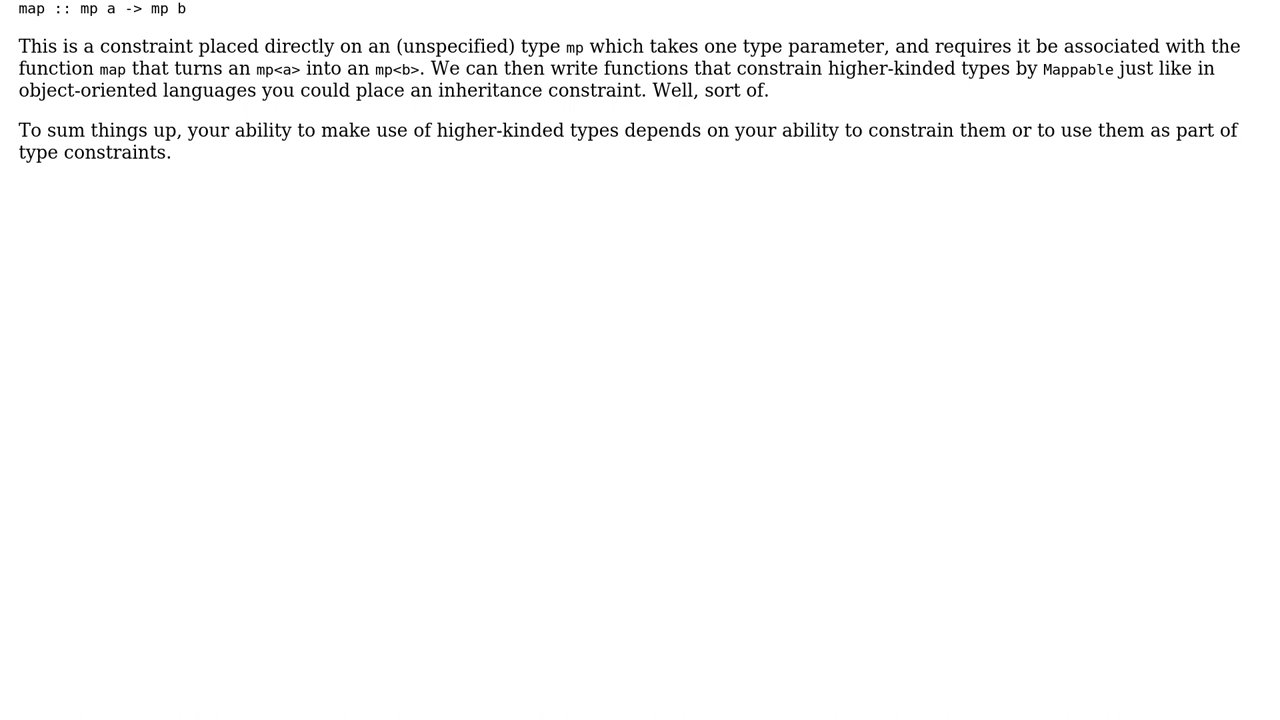 map :: mp a -> mp b
This is a constraint placed directly on an (unspecified) type mp which takes one type parameter, and requires it be associated with the
function map that turns an mp<a> into an mp<b>. We can then write functions that constrain higher-kinded types by Mappable just like in
object-oriented languages you could place an inheritance constraint. Well, sort of.
To sum things up, your ability to make use of higher-kinded types depends on your ability to constrain them or to use them as part of
type constraints.